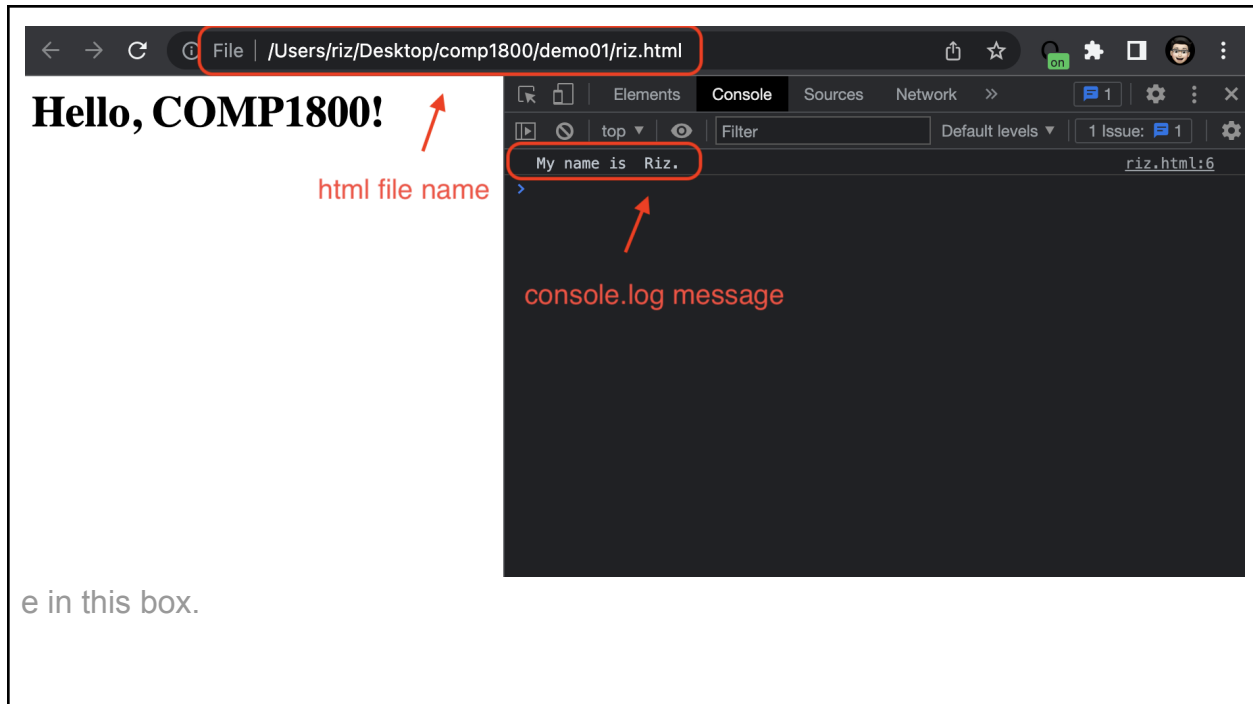 File /Users/riz/Desktop/comp1800/demo01/riz.html
on
Hello, COMP1800!
html file name
Elements Console Sources Network » 1
top ▼ Filter Default levels ▼ 1 Issue: 1
My name is  Riz. riz.html:6
>
console.log message
e in this box.